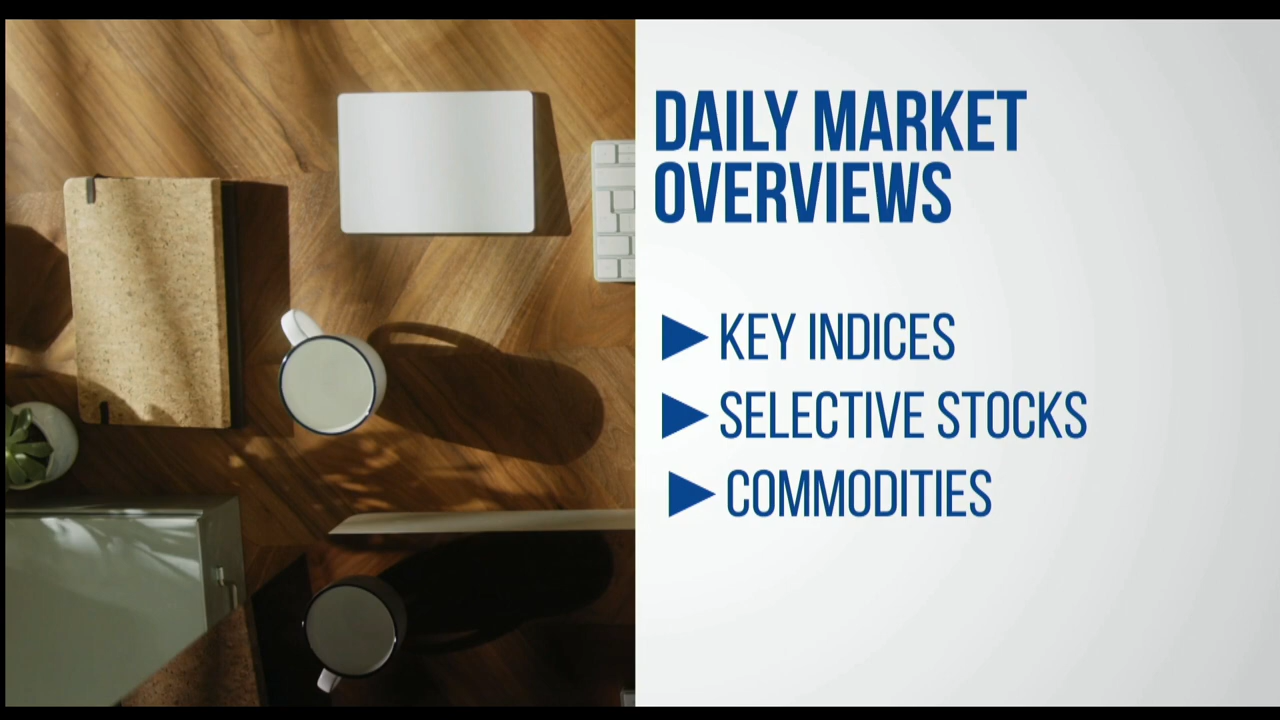 DAILY MARKET
OVERVIEWS
▶ KEY INDICES
▶ SELECTIVE STOCKS
▶ COMMODITIES